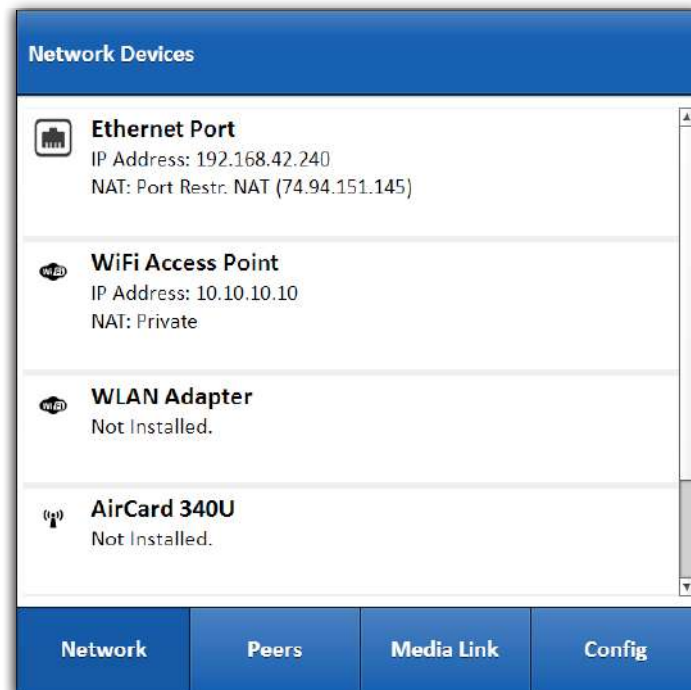 Network Devices
Ethernet Port
IP Address: 192.168.42.240
NAT: Port Restr. NAT (74.94.151.145)
WiFi
WiFi Access Point
IP Address: 10.10.10.10
NAT: Private
WiFi
WLAN Adapter
Not Installed.
AirCard 340U
Not Installed.
Network
Peers
Media Link
Config